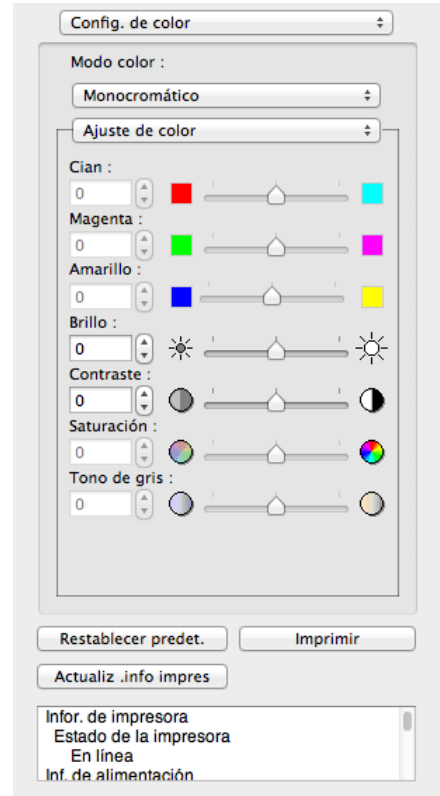 Config. de color
Modo color :
Monocromático
Ajuste de color
Cian :
0
Magenta :
0
Amarillo :
0
Brillo :
0
Contraste :
0
Saturación :
0
Tono de gris :
0
Restablecer predet.
Imprimir
Actualiz .info impres
Infor. de impresora
Estado de la impresora
En línea
Inf. de alimentación